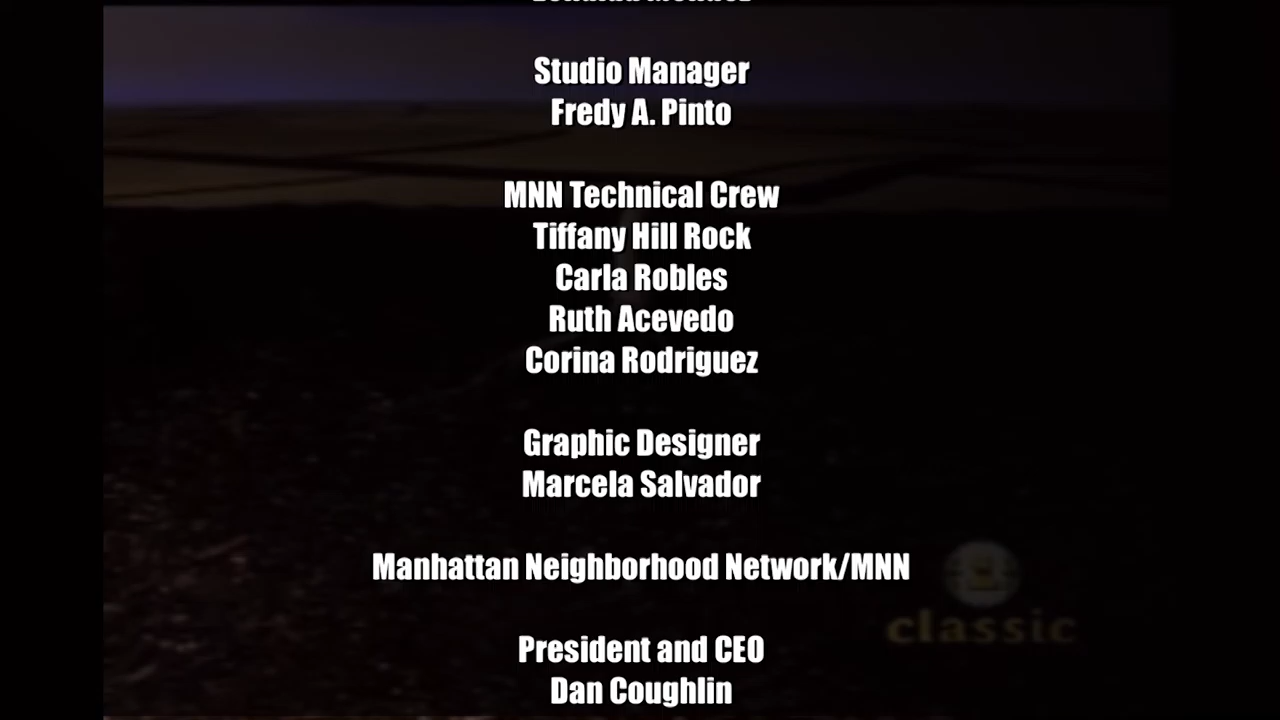 Studio Manager
Fredy A. Pinto
MNN Technical Crew
Tiffany Hill Rock
Carla Robles
Ruth Acevedo
Corina Rodriguez
Graphic Designer
Marcela Salvador
Manhattan Neighborhood Network/MNN
classic
President and CEO
Dan Coughlin